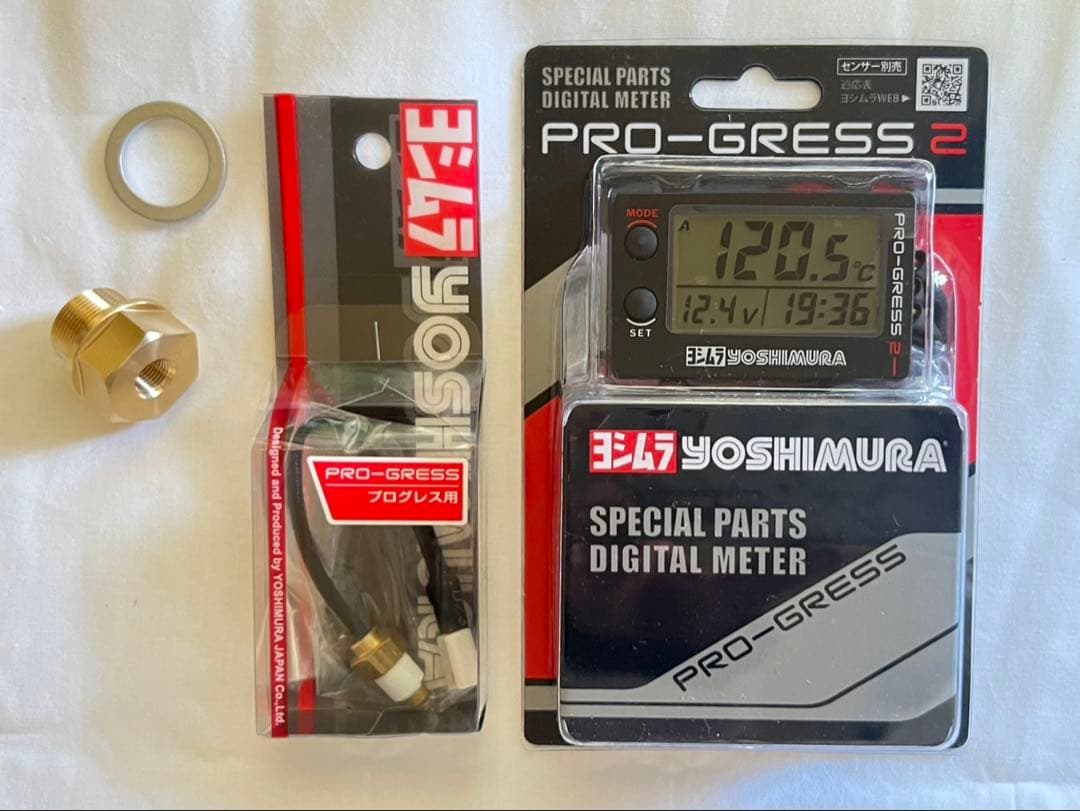 ヨシムラ
YOSHIMURA
PRO-GRESS
プログレス用
Designed and Produced by YOSHIMURA JAPAN Co.,Ltd.
SPECIAL PARTS
DIGITAL METER
センサー別売
適応表
ヨシムラWEB▶
PRO-GRESS 2
MODE
SET
A
120.5℃
12.4V
19:36
PRO-GRESS 2
ヨシムラ YOSHIMURA
ヨシムラ YOSHIMURA
SPECIAL PARTS
DIGITAL METER
PRO-GRESS